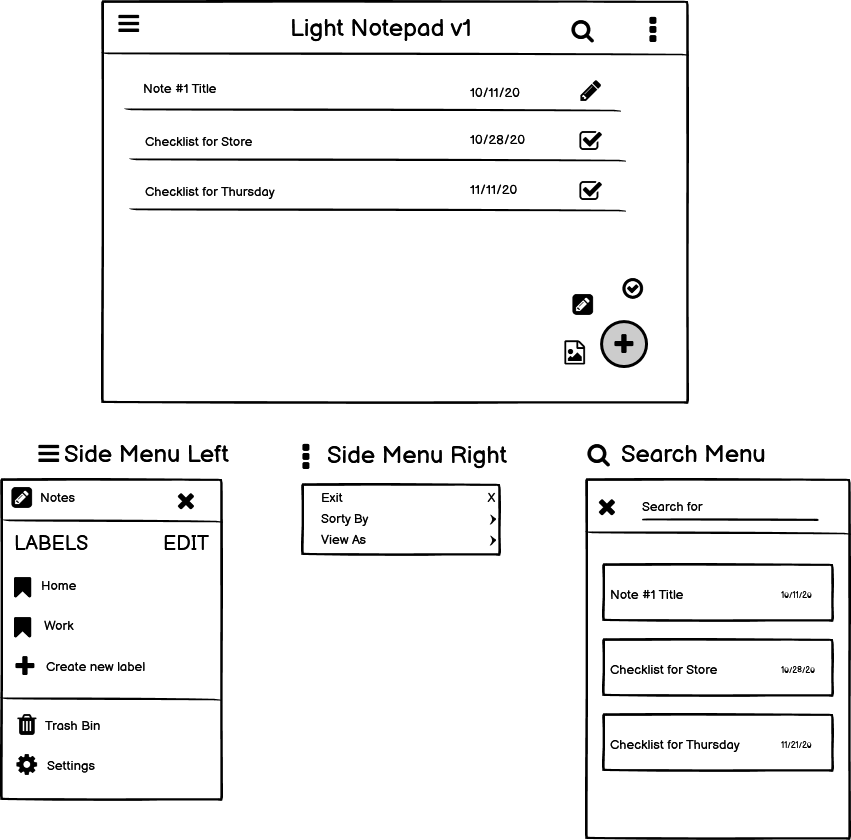 Light Notepad v1
Note #1 Title 10/11/20
Checklist for Store 10/28/20
Checklist for Thursday 11/11/20
Side Menu Left
Notes
LABELS EDIT
Home
Work
Create new label
Trash Bin
Settings
Side Menu Right
Exit X
Sorty By
View As
Search Menu
Search for
Note #1 Title 10/11/20
Checklist for Store 10/28/20
Checklist for Thursday 11/21/20